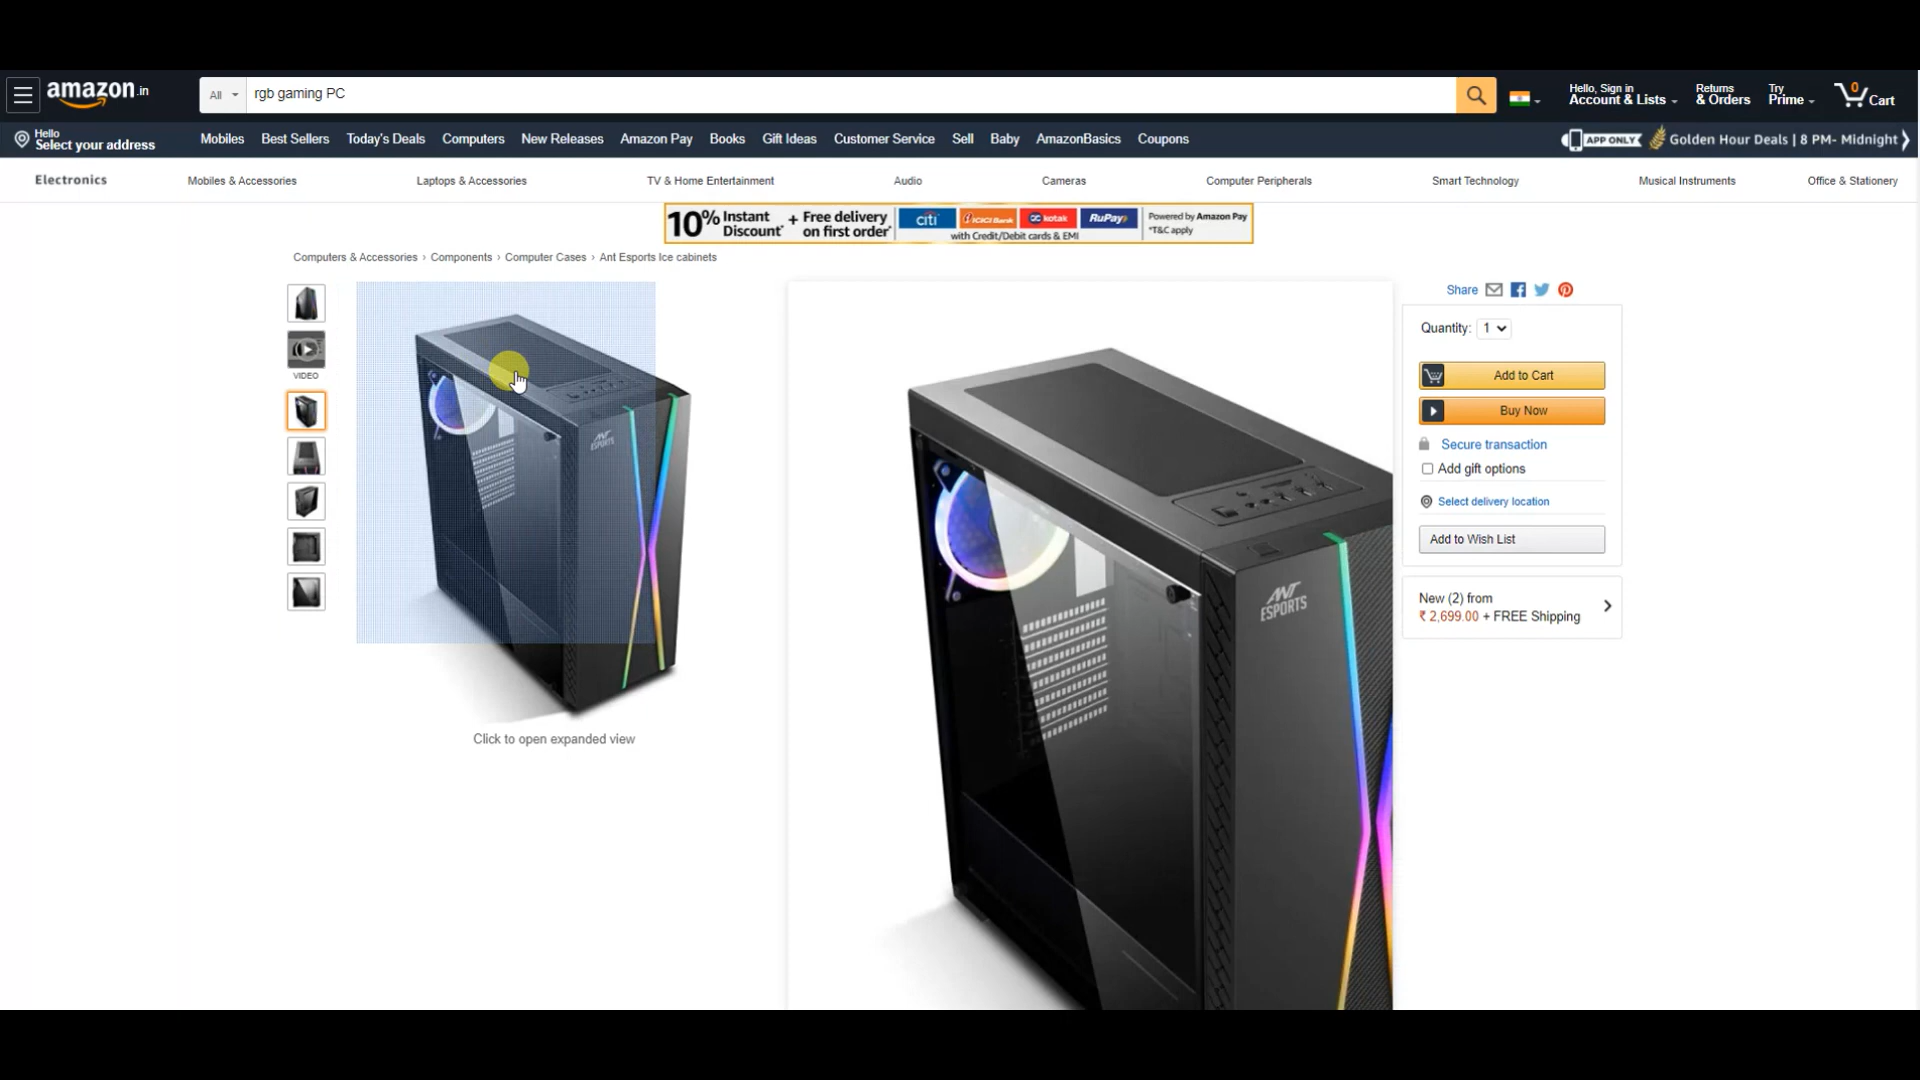 amazon.in
All
rgb gaming PC
Hello, Sign in
Account & Lists
Returns
& Orders
Try
Prime
0
Cart
Hello
Select your address
Mobiles
Best Sellers
Today's Deals
Computers
New Releases
Amazon Pay
Books
Gift Ideas
Customer Service
Sell
Baby
AmazonBasics
Coupons
APP ONLY
Golden Hour Deals | 8 PM- Midnight
Electronics
Mobiles & Accessories
Laptops & Accessories
TV & Home Entertainment
Audio
Cameras
Computer Peripherals
Smart Technology
Musical Instruments
Office & Stationery
10% Instant Discount* + Free delivery on first order*
citi
ICICI Bank
kotak
RuPay
with Credit/Debit cards & EMI
Powered by Amazon Pay
*T&C apply
Computers & Accessories › Components › Computer Cases › Ant Esports Ice cabinets
VIDEO
ANT
ESPORTS
Click to open expanded view
ANT
ESPORTS
Share
Quantity: 1
Add to Cart
Buy Now
Secure transaction
Add gift options
Select delivery location
Add to Wish List
New (2) from
₹ 2,699.00 + FREE Shipping